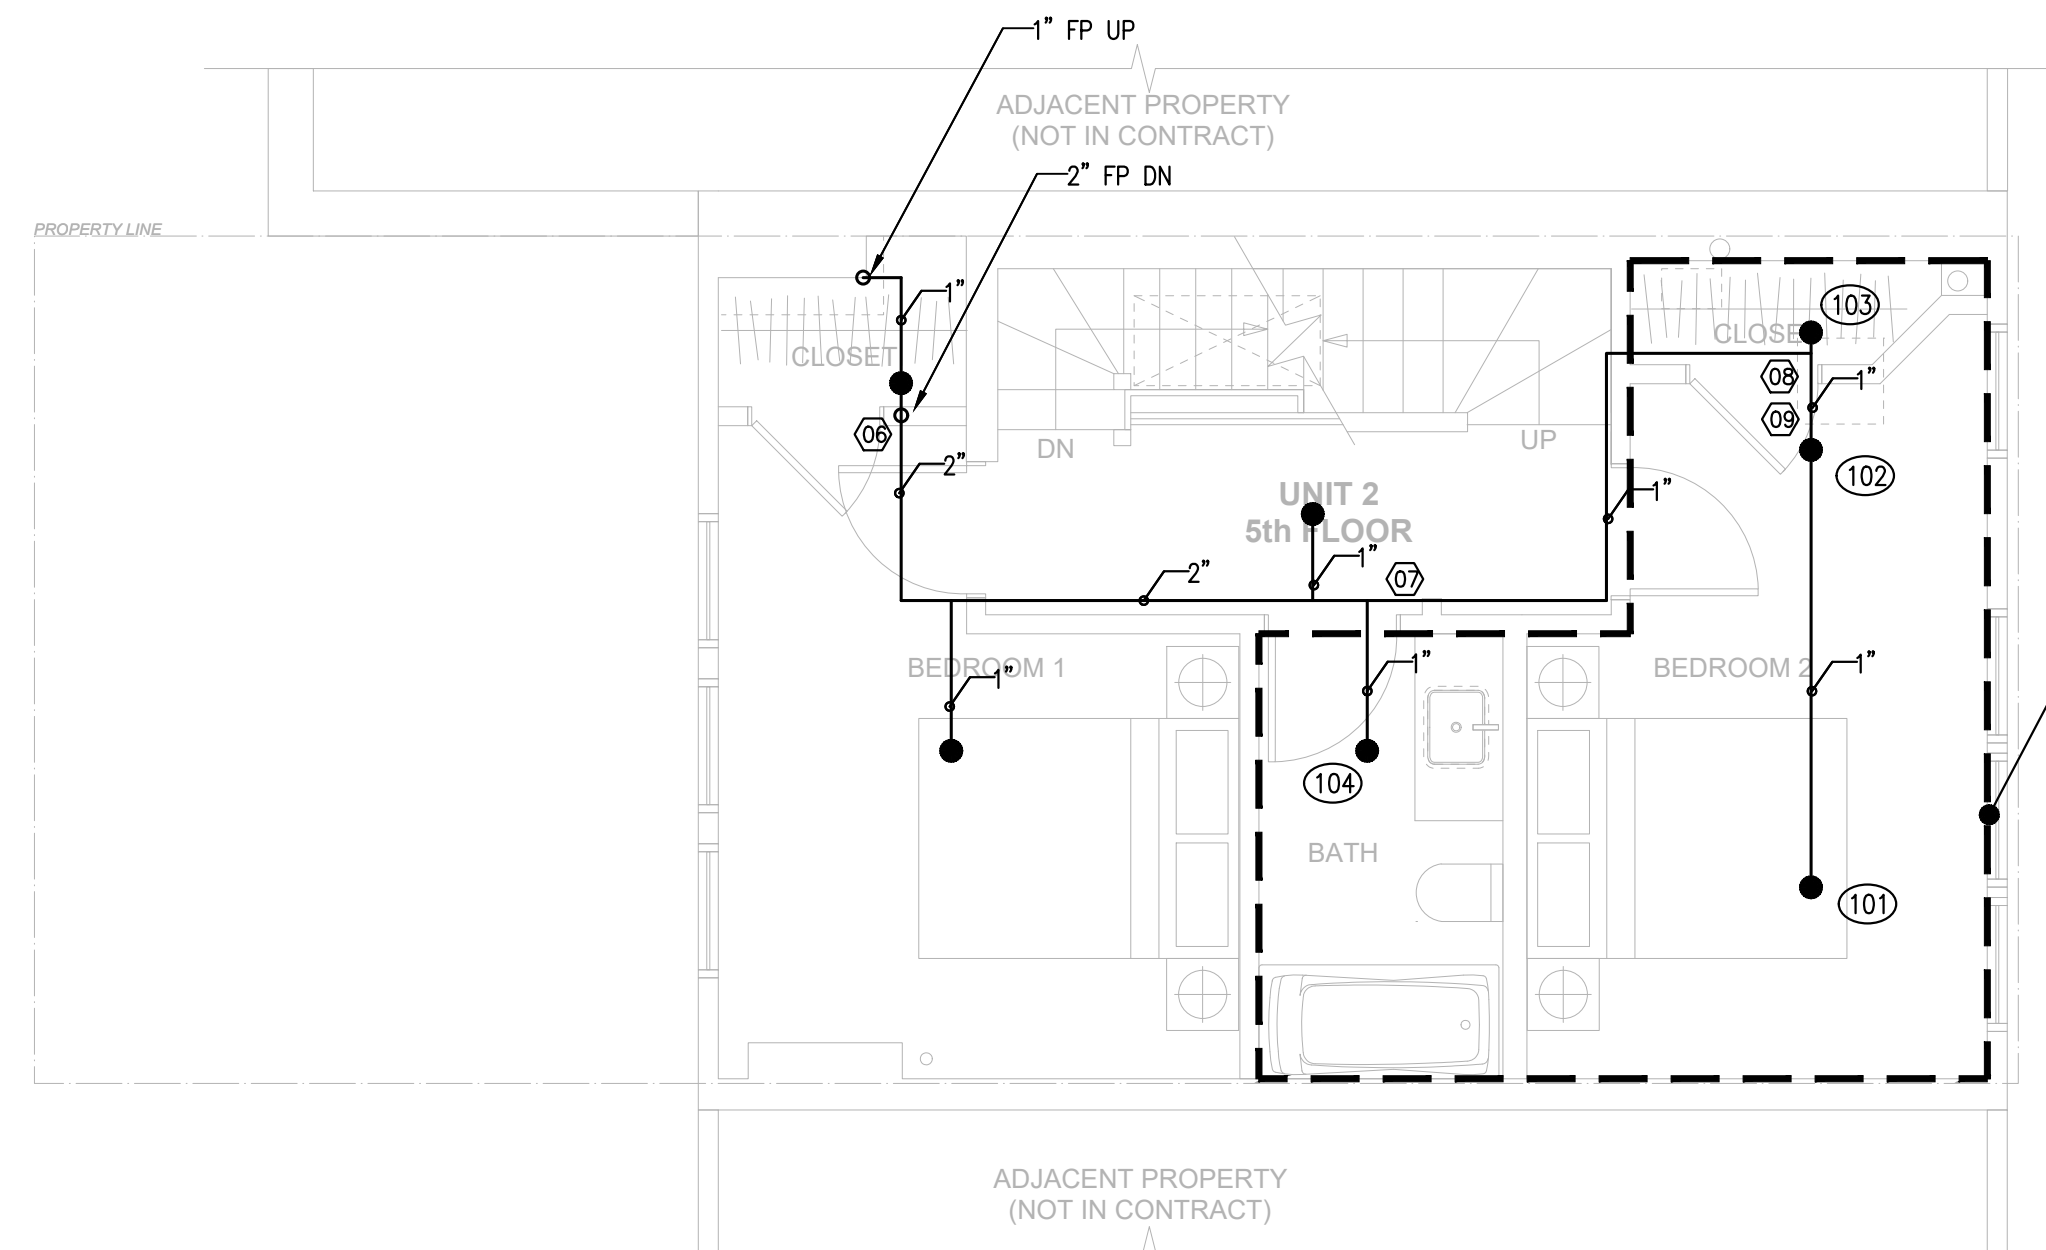 1” FP UP
ADJACENT PROPERTY
(NOT IN CONTRACT)
2” FP DN
PROPERTY LINE
1”
103
CLOSET
CLOSE
08
1”
09
06
DN
UP
2”
102
UNIT 2
1”
5th FLOOR
1”
2”
07
BEDROOM 1
1”
1”
BEDROOM 2
1”
104
BATH
101
ADJACENT PROPERTY
(NOT IN CONTRACT)